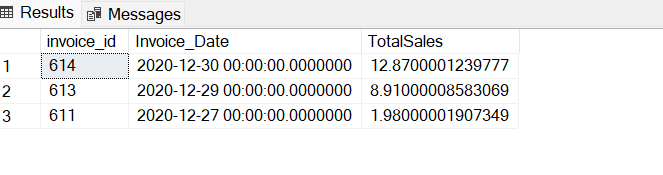 Results Messages
invoice_id Invoice_Date TotalSales
1 614 2020-12-30 00:00:00.0000000 12.8700001239777
2 613 2020-12-29 00:00:00.0000000 8.91000008583069
3 611 2020-12-27 00:00:00.0000000 1.98000001907349